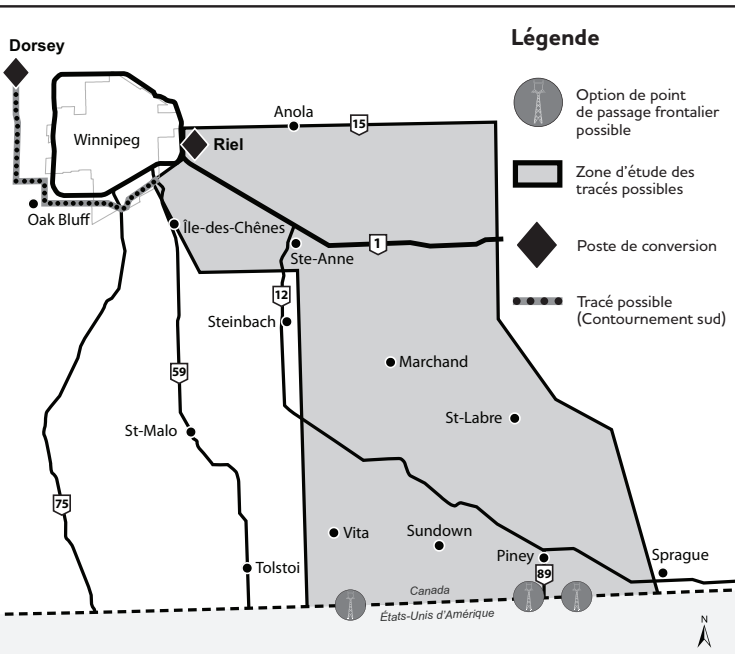 Légende
Option de point
de passage frontalier
possible
Zone d'étude des
tracés possibles
Poste de conversion
Tracé possible
(Contournement sud)
Dorsey
Winnipeg
Riel
Anola
15
Oak Bluff
Île-des-Chênes
Ste-Anne
1
12
Steinbach
Marchand
59
St-Malo
St-Labre
75
Vita
Sundown
Piney
Sprague
Tolstoi
89
Canada
États-Unis d'Amérique
N